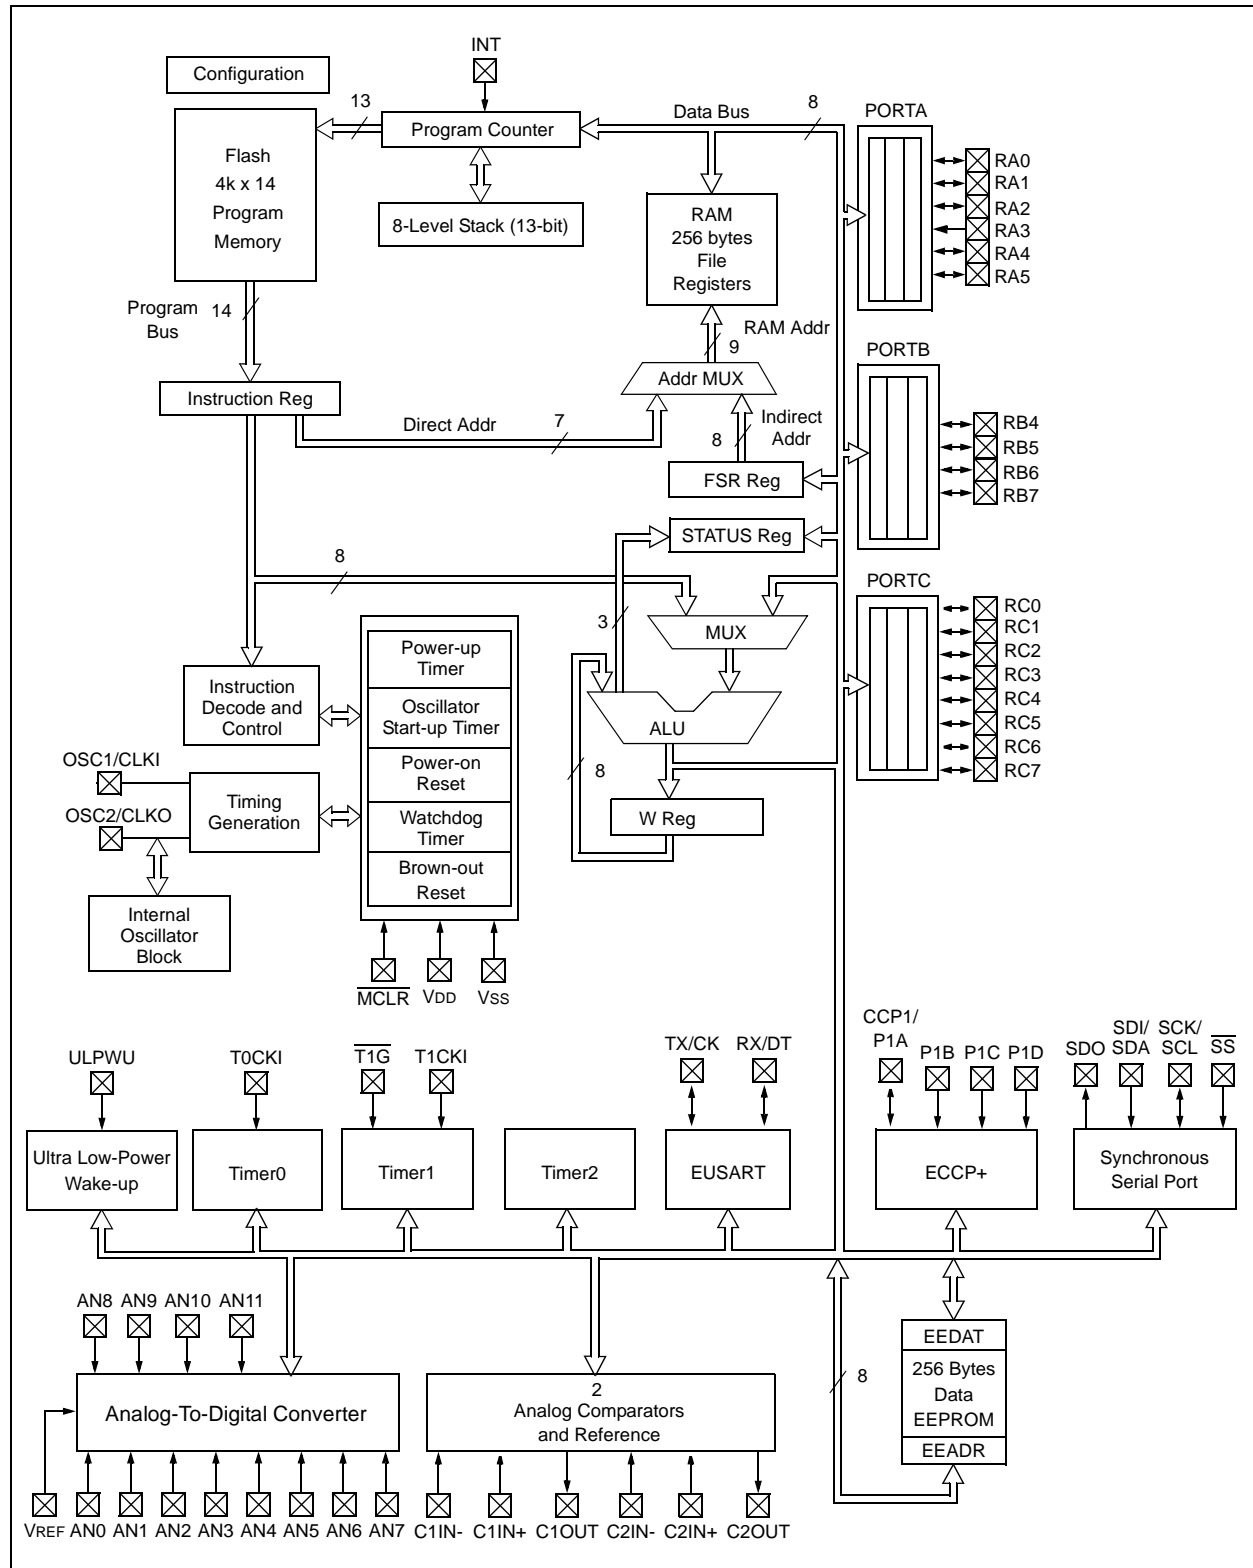 INT
Configuration
13
8
Data Bus
PORTA
Program Counter
Flash
4k x 14
Program
Memory
8-Level Stack (13-bit)
RAM
256 bytes
File
Registers
RA0
RA1
RA2
RA3
RA4
RA5
Program
Bus
14
RAM Addr
9
PORTB
Addr MUX
Instruction Reg
Direct Addr
7
Indirect
Addr
8
FSR Reg
RB4
RB5
RB6
RB7
STATUS Reg
8
PORTC
3
MUX
RC0
RC1
RC2
RC3
RC4
RC5
RC6
RC7
Power-up
Timer
Instruction
Decode and
Control
Oscillator
Start-up Timer
ALU
OSC1/CLKI
Power-on
Reset
8
OSC2/CLKO
Timing
Generation
Watchdog
Timer
W Reg
Brown-out
Reset
Internal
Oscillator
Block
MCLR
VDD
VSS
ULPWU
T0CKI
T1G
T1CKI
TX/CK
RX/DT
CCP1/
P1A
P1B
P1C
P1D
SDO
SDI/
SDA
SCK/
SCL
SS
Ultra Low-Power
Wake-up
Timer0
Timer1
Timer2
EUSART
ECCP+
Synchronous
Serial Port
AN8
AN9
AN10
AN11
EEDAT
256 Bytes
Data
EEPROM
EEADR
8
Analog-To-Digital Converter
2
Analog Comparators
and Reference
VREF
AN0
AN1
AN2
AN3
AN4
AN5
AN6
AN7
C1IN-
C1IN+
C1OUT
C2IN-
C2IN+
C2OUT